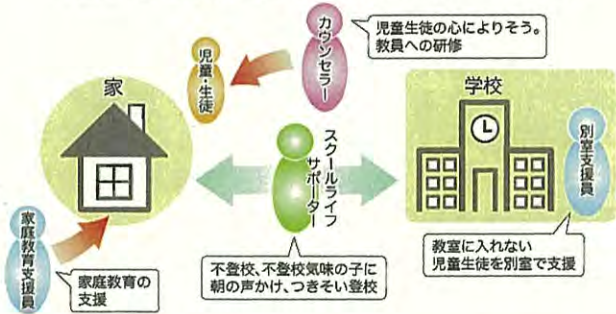 カウンセラー
児童生徒の心によりそう。
教員への研修
児童・生徒
家
学校
スクールライフ
サポーター
別室支援員
家庭教育支援員
家庭教育の
支援
不登校、不登校気味の子に
朝の声かけ、つきそい登校
教室に入れない
児童生徒を別室で支援